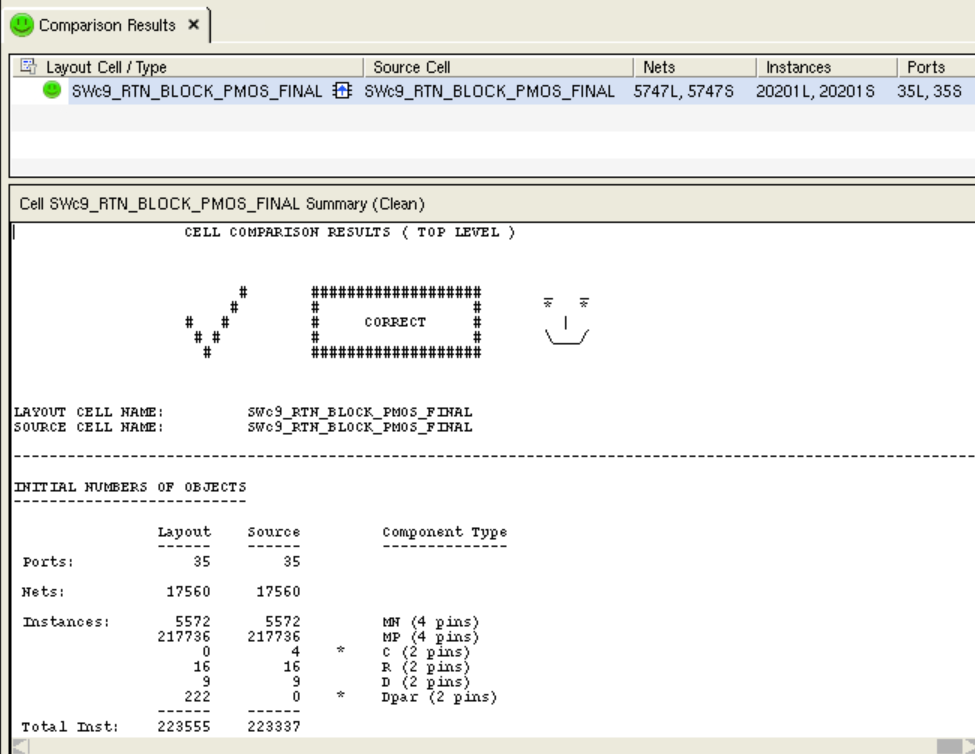 Comparison Results ×
Layout Cell / Type Source Cell Nets Instances Ports
SWc9_RTN_BLOCK_PMOS_FINAL SWc9_RTN_BLOCK_PMOS_FINAL 5747L, 5747S 20201L, 20201S 35L, 35S
Cell SWc9_RTN_BLOCK_PMOS_FINAL Summary (Clean)
CELL COMPARISON RESULTS ( TOP LEVEL )
# ###################
# # # _ _
# # # # * *
# # # CORRECT # |
# # # # \___/
# ###################
LAYOUT CELL NAME: SWc9_RTN_BLOCK_PMOS_FINAL
SOURCE CELL NAME: SWc9_RTN_BLOCK_PMOS_FINAL
INITIAL NUMBERS OF OBJECTS
Layout Source Component Type
Ports: 35 35
Nets: 17560 17560
Instances: 5572 5572 MN (4 pins)
217736 217736 MP (4 pins)
0 4 * C (2 pins)
16 16 R (2 pins)
9 9 D (2 pins)
222 0 * Dpar (2 pins)
Total Inst: 223555 223337